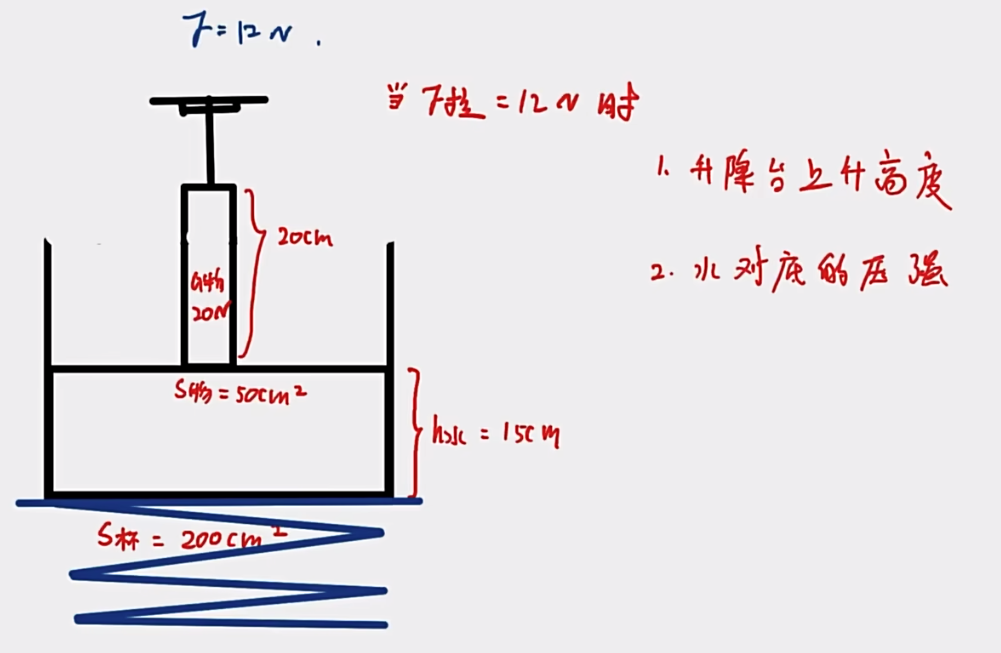 F=12N.
当F拉=12N时
1. 升降台上升高度
20cm
2. 水对底的压强
G物
20N
S物=50cm²
h水=15cm
S杯=200cm²